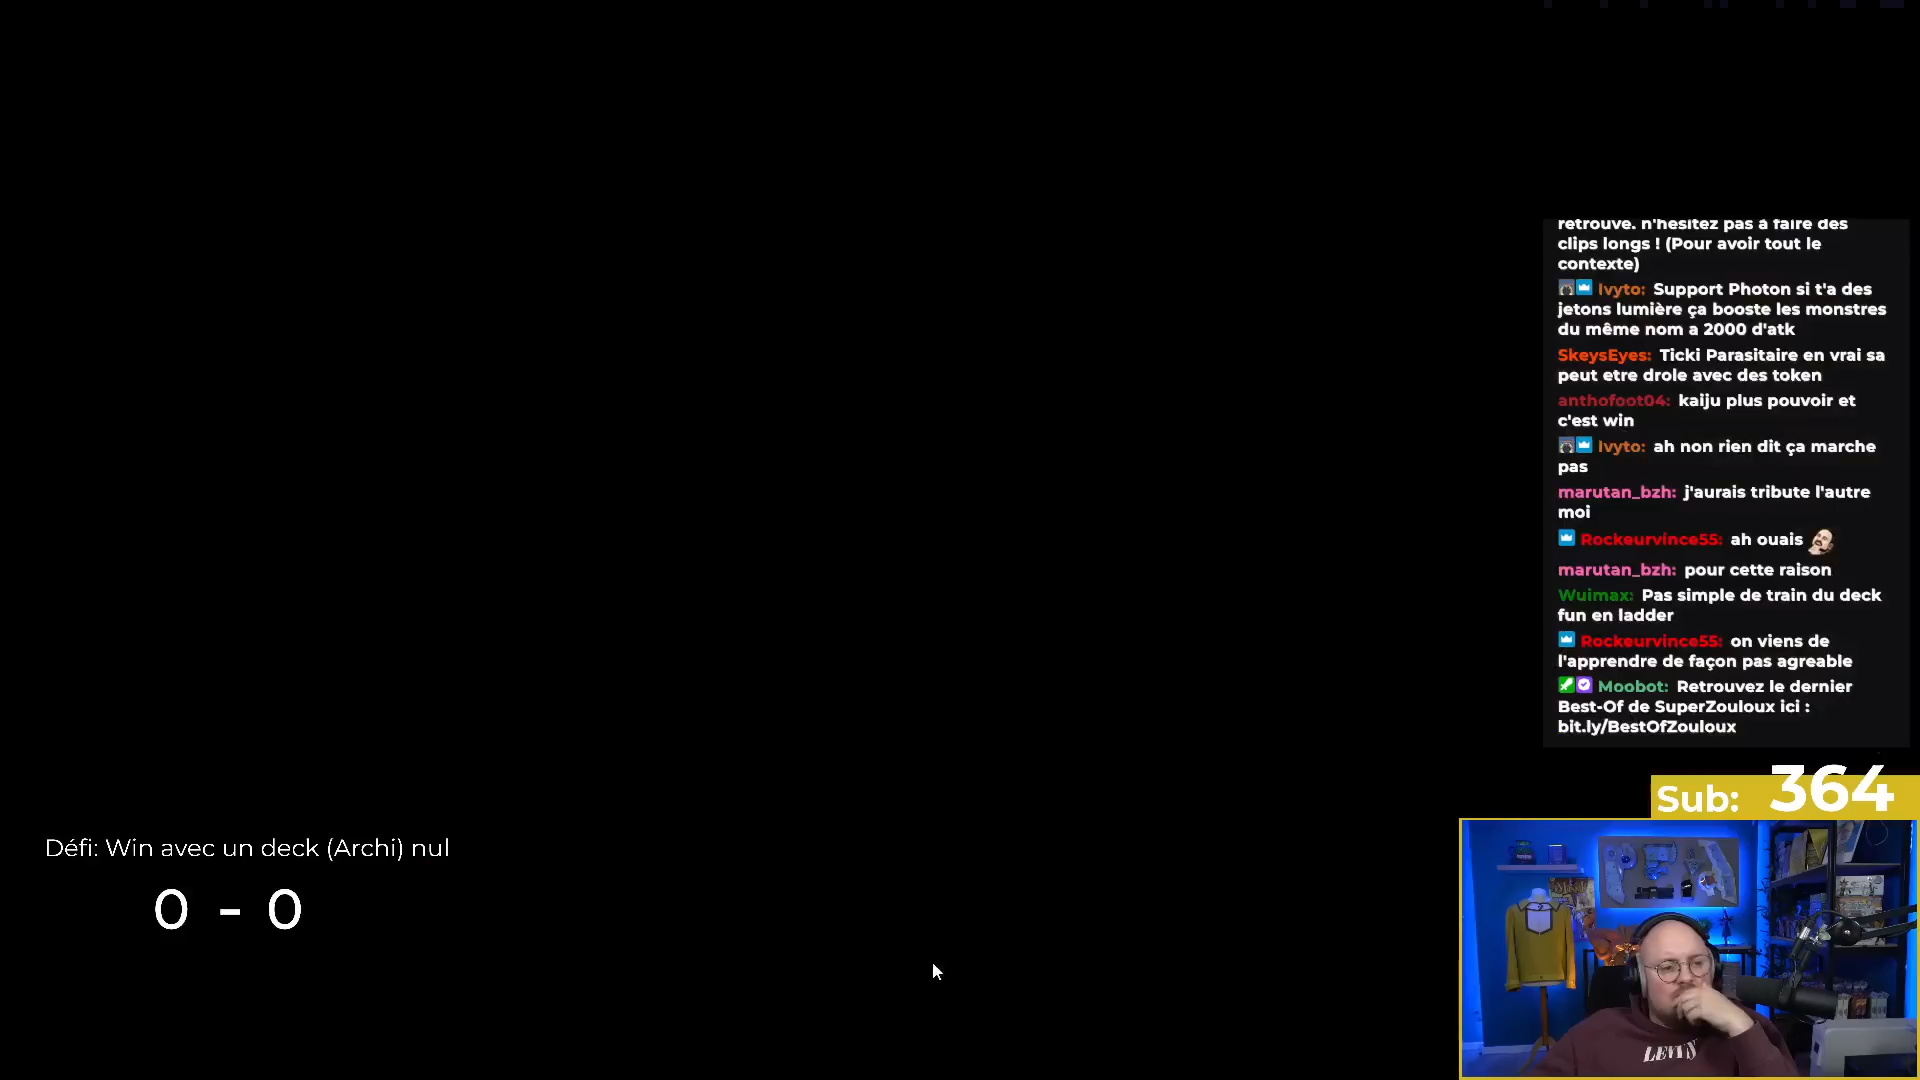 retrouve. n'hésitez pas à faire des
clips longs ! (Pour avoir tout le
contexte)
Ivyto: Support Photon si t'a des
jetons lumière ça booste les monstres
du même nom a 2000 d'atk
SkeysEyes: Ticki Parasitaire en vrai sa
peut etre drole avec des token
anthofoot04: kaiju plus pouvoir et
c'est win
Ivyto: ah non rien dit ça marche
pas
marutan_bzh: j'aurais tribute l'autre
moi
Rockeurvince55: ah ouais
marutan_bzh: pour cette raison
Wuimax: Pas simple de train du deck
fun en ladder
Rockeurvince55: on viens de
l'apprendre de façon pas agreable
Moobot: Retrouvez le dernier
Best-Of de SuperZouloux ici :
bit.ly/BestOfZouloux
Sub: 364
Défi: Win avec un deck (Archi) nul
0 - 0
LEVI'S